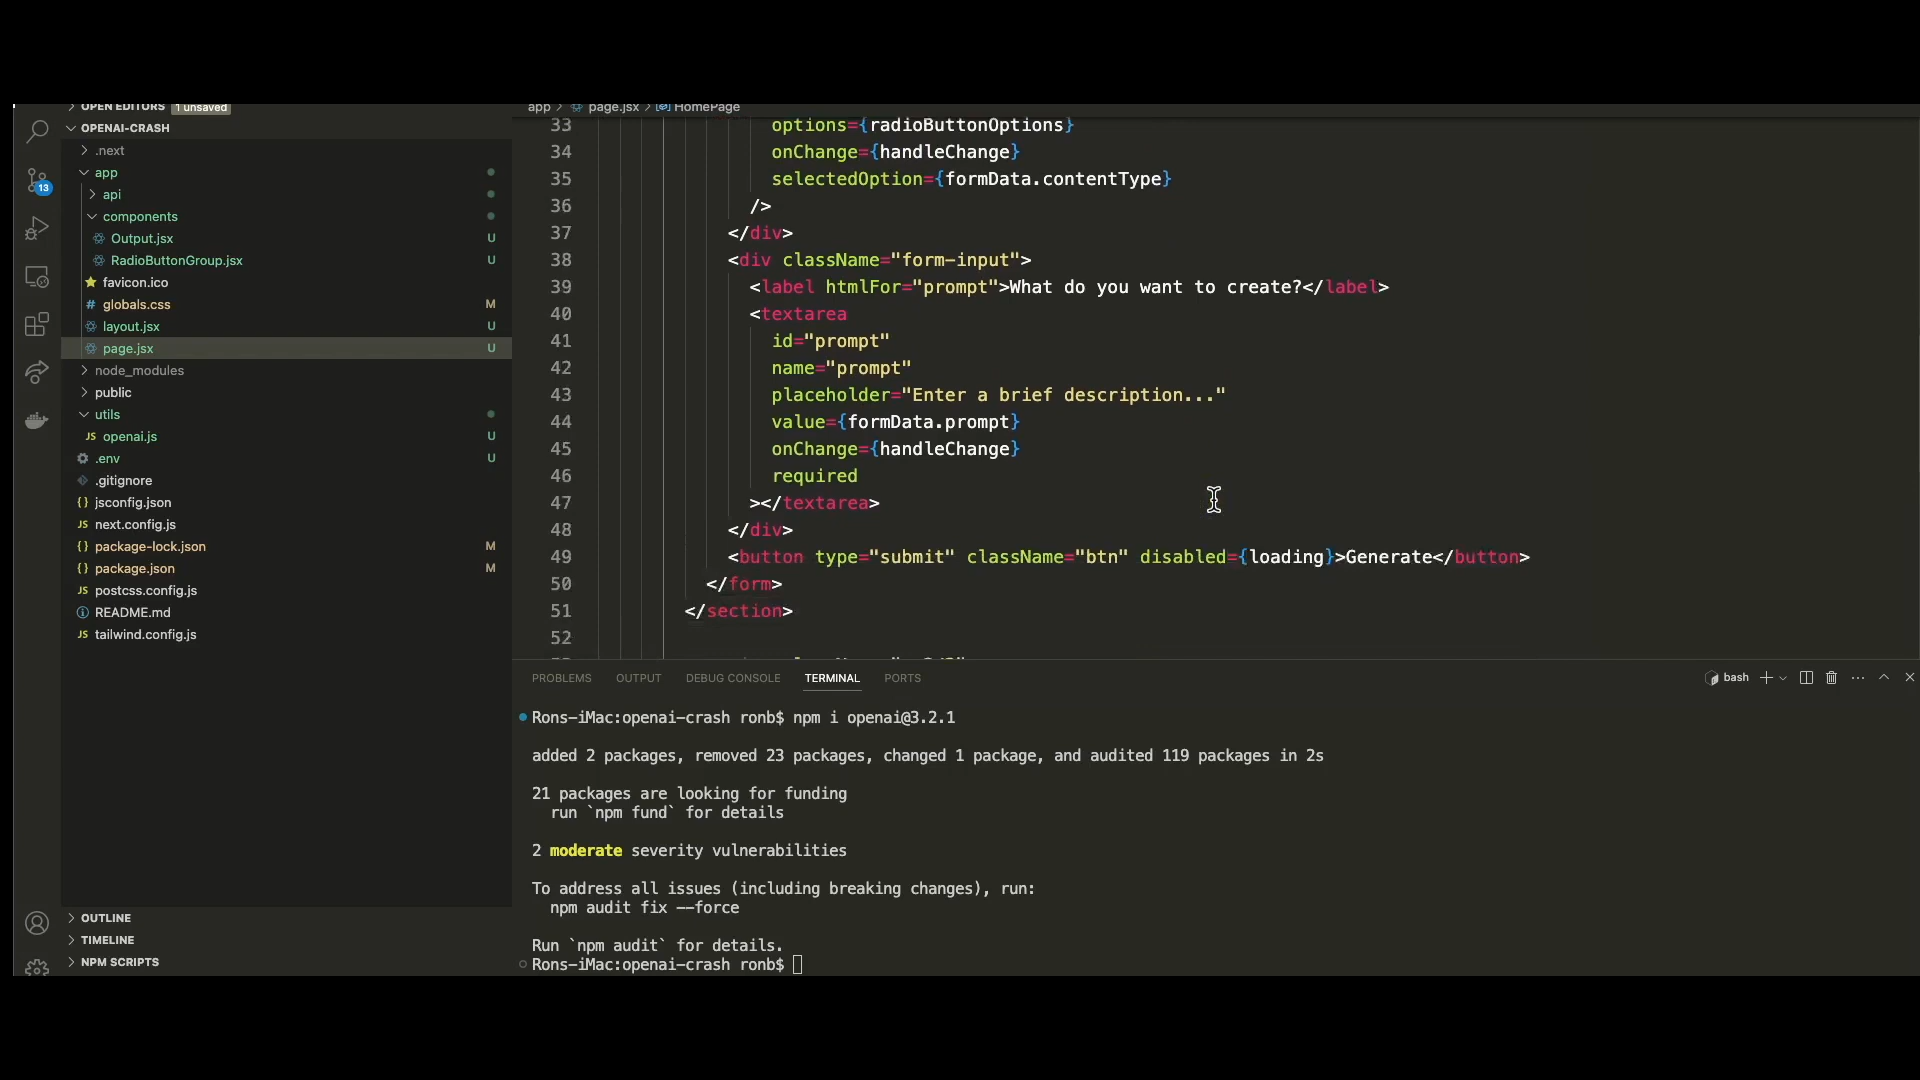 OPEN EDITORS 1 unsaved
OPENAI-CRASH
.next
app
api
components
Output.jsx U
RadioButtonGroup.jsx U
favicon.ico
# globals.css M
layout.jsx U
page.jsx U
node_modules
public
utils
JS openai.js U
.env U
.gitignore
{} jsconfig.json
JS next.config.js
{} package-lock.json M
{} package.json M
JS postcss.config.js
README.md
JS tailwind.config.js
OUTLINE
TIMELINE
NPM SCRIPTS
13
app > page.jsx > HomePage
33 options={radioButtonOptions}
34 onChange={handleChange}
35 selectedOption={formData.contentType}
36 />
37 </div>
38 <div className="form-input">
39 <label htmlFor="prompt">What do you want to create?</label>
40 <textarea
41 id="prompt"
42 name="prompt"
43 placeholder="Enter a brief description..."
44 value={formData.prompt}
45 onChange={handleChange}
46 required
47 ></textarea>
48 </div>
49 <button type="submit" className="btn" disabled={loading}>Generate</button>
50 </form>
51 </section>
52
PROBLEMS OUTPUT DEBUG CONSOLE TERMINAL PORTS bash
Rons-iMac:openai-crash ronb$ npm i openai@3.2.1
added 2 packages, removed 23 packages, changed 1 package, and audited 119 packages in 2s
21 packages are looking for funding
run `npm fund` for details
2 moderate severity vulnerabilities
To address all issues (including breaking changes), run:
npm audit fix --force
Run `npm audit` for details.
Rons-iMac:openai-crash ronb$